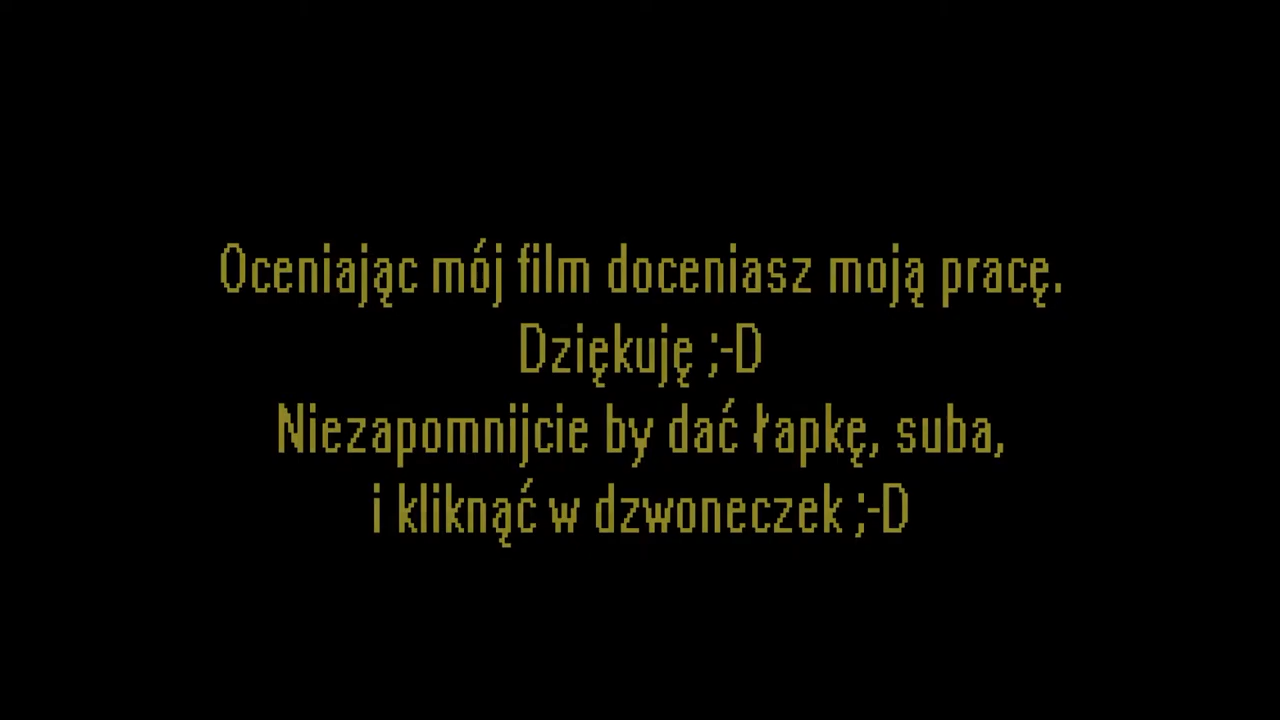 Oceniając mój film doceniasz moją pracę.
Dziękuję ;-D
Niezapomnijcie by dać łapkę, suba,
i kliknąć w dzwoneczek ;-D